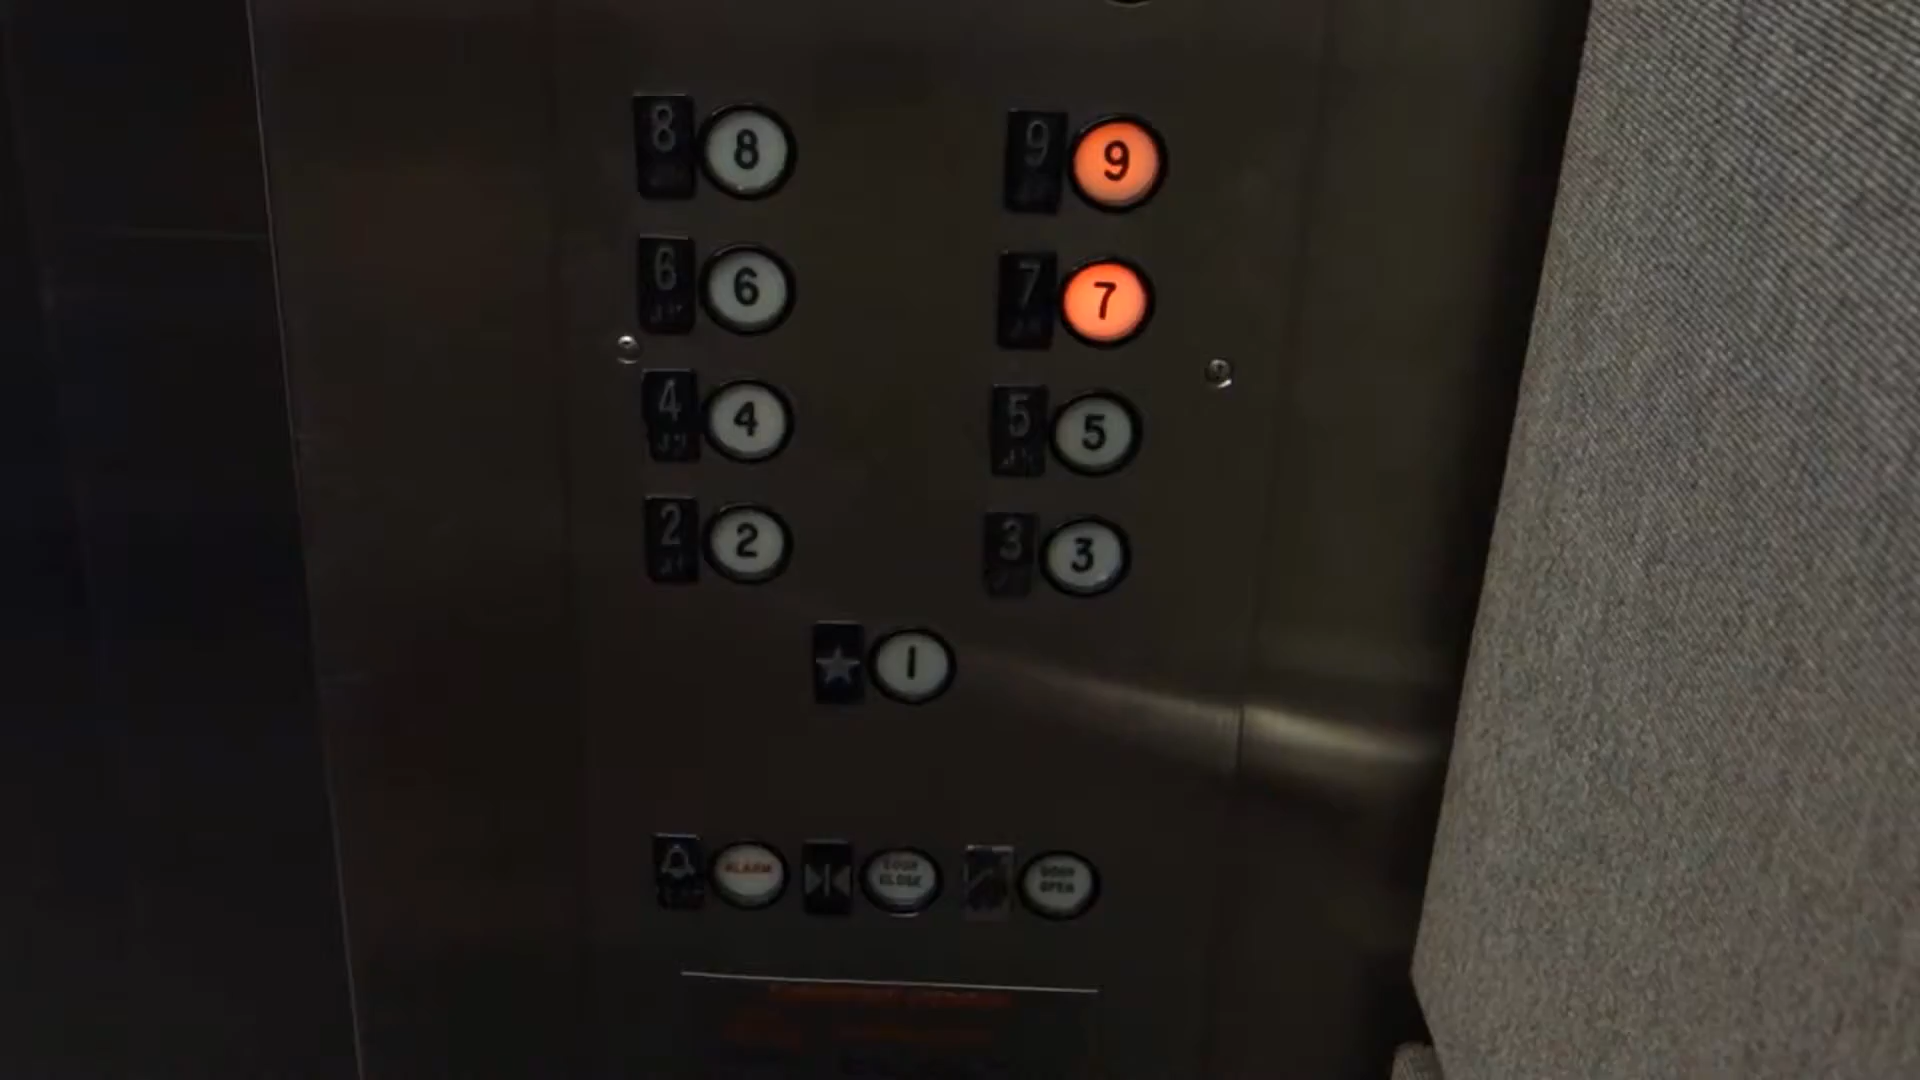 8 8 9 9
6 6 7 7
4 4 5 5
2 2 3 3
★ 1
ALARM DOOR CLOSE DOOR OPEN